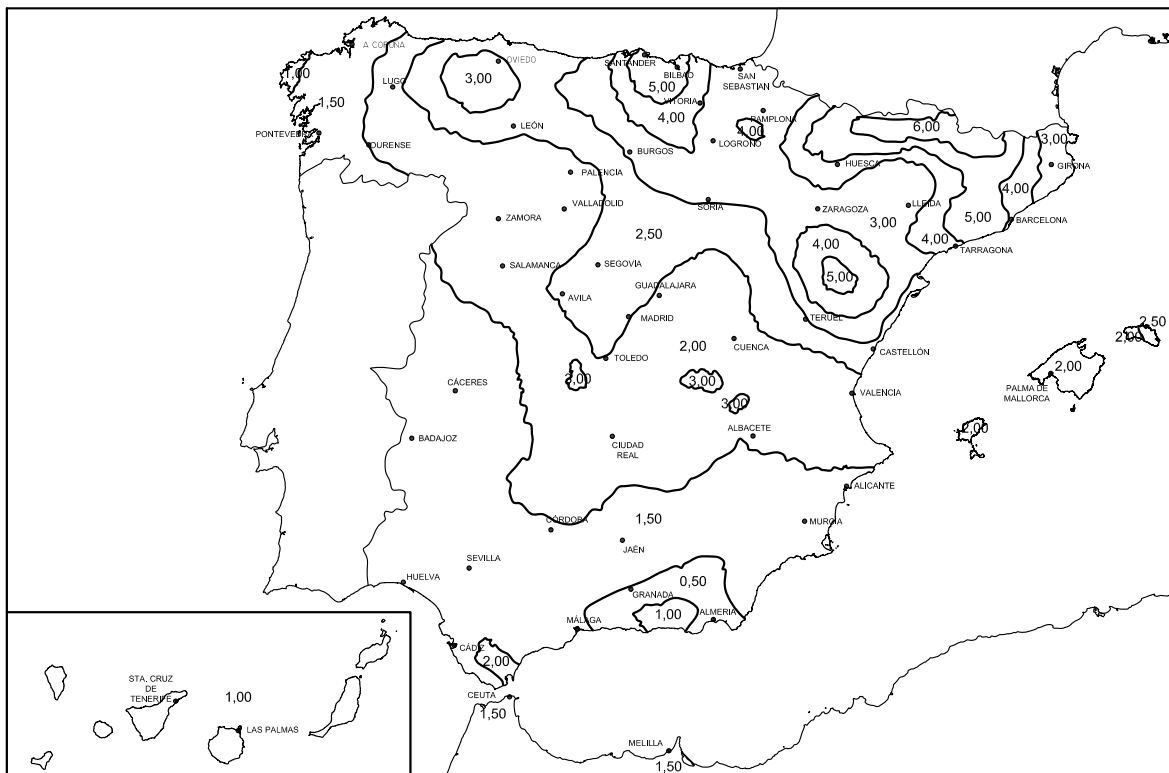 A CORUNA
OVIEDO
SANTANDER
BILBAO
SAN
SEBASTIAN
1,00
3,00
5,00
LUGO
1,50
VITORIA
4,00
PAMPLONA
4,00
6,00
PONTEVEDRA
LEÓN
LOGROÑO
3,00
OURENSE
BURGOS
HUESCA
GIRONA
PALENCIA
4,00
VALLADOLID
SORIA
ZARAGOZA
LLEIDA
ZAMORA
3,00
5,00
BARCELONA
2,50
4,00
4,00
TARRAGONA
SALAMANCA
SEGOVIA
5,00
GUADALAJARA
AVILA
MADRID
TERUEL
2,50
2,00
2,00
CUENCA
TOLEDO
CASTELLÓN
2,00
3,00
3,00
CÁCERES
PALMA DE
MALLORCA
VALENCIA
3,00
2,00
BADAJOZ
ALBACETE
CIUDAD
REAL
ALICANTE
1,50
MURCIA
CÓRDOBA
JAÉN
SEVILLA
HUELVA
0,50
GRANADA
1,00
MÁLAGA
ALMERIA
CÁDIZ
2,00
STA. CRUZ
DE
TENERIFE
1,00
CEUTA
1,50
LAS PALMAS
MELILLA
1,50